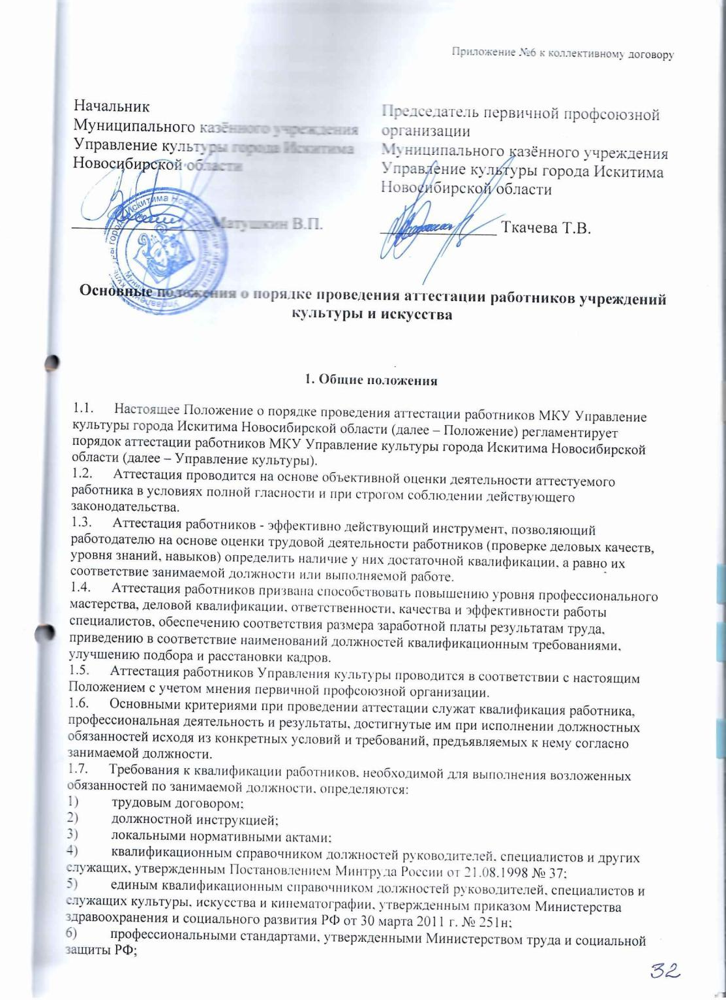 Приложение №6 к коллективному договору
Начальник
Муниципального казённого учреждения
Управление культуры города Искитима
Новосибирской области
Матушкин В.П.
Председатель первичной профсоюзной
организации
Муниципального казённого учреждения
Управление культуры города Искитима
Новосибирской области
Ткачева Т.В.
Основные положения о порядке проведения аттестации работников учреждений
культуры и искусства
1. Общие положения
1.1. Настоящее Положение о порядке проведения аттестации работников МКУ Управление
культуры города Искитима Новосибирской области (далее – Положение) регламентирует
порядок аттестации работников МКУ Управление культуры города Искитима Новосибирской
области (далее – Управление культуры).
1.2. Аттестация проводится на основе объективной оценки деятельности аттестуемого
работника в условиях полной гласности и при строгом соблюдении действующего
законодательства.
1.3. Аттестация работников - эффективно действующий инструмент, позволяющий
работодателю на основе оценки трудовой деятельности работников (проверке деловых качеств,
уровня знаний, навыков) определить наличие у них достаточной квалификации, а равно их
соответствие занимаемой должности или выполняемой работе.
1.4. Аттестация работников призвана способствовать повышению уровня профессионального
мастерства, деловой квалификации, ответственности, качества и эффективности работы
специалистов, обеспечению соответствия размера заработной платы результатам труда,
приведению в соответствие наименований должностей квалификационным требованиями,
улучшению подбора и расстановки кадров.
1.5. Аттестация работников Управления культуры проводится в соответствии с настоящим
Положением с учетом мнения первичной профсоюзной организации.
1.6. Основными критериями при проведении аттестации служат квалификация работника,
профессиональная деятельность и результаты, достигнутые им при исполнении должностных
обязанностей исходя из конкретных условий и требований, предъявляемых к нему согласно
занимаемой должности.
1.7. Требования к квалификации работников, необходимой для выполнения возложенных
обязанностей по занимаемой должности, определяются:
1) трудовым договором;
2) должностной инструкцией;
3) локальными нормативными актами;
4) квалификационным справочником должностей руководителей, специалистов и других
служащих, утвержденным Постановлением Минтруда России от 21.08.1998 № 37;
5) единым квалификационным справочником должностей руководителей, специалистов и
служащих культуры, искусства и кинематографии, утвержденным приказом Министерства
здравоохранения и социального развития РФ от 30 марта 2011 г. № 251н;
6) профессиональными стандартами, утвержденными Министерством труда и социальной
защиты РФ;
32